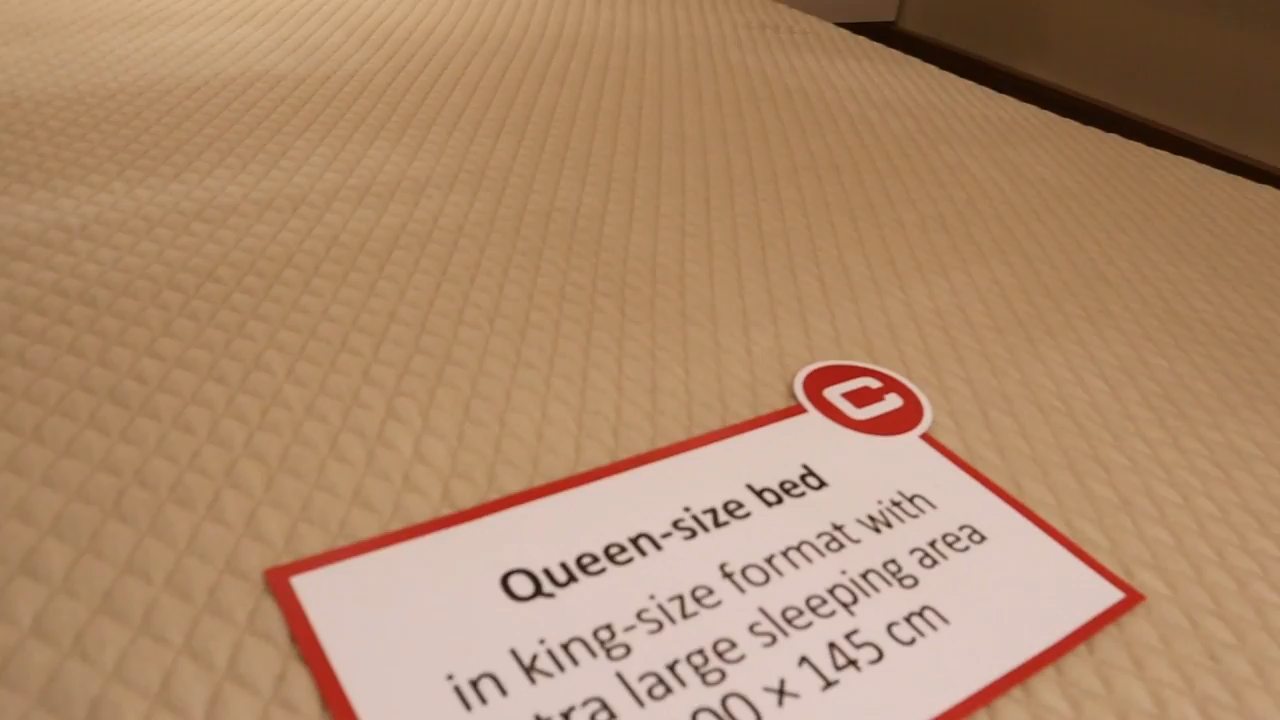 C
Queen-size bed
in king-size format with
large sleeping area
× 145 cm